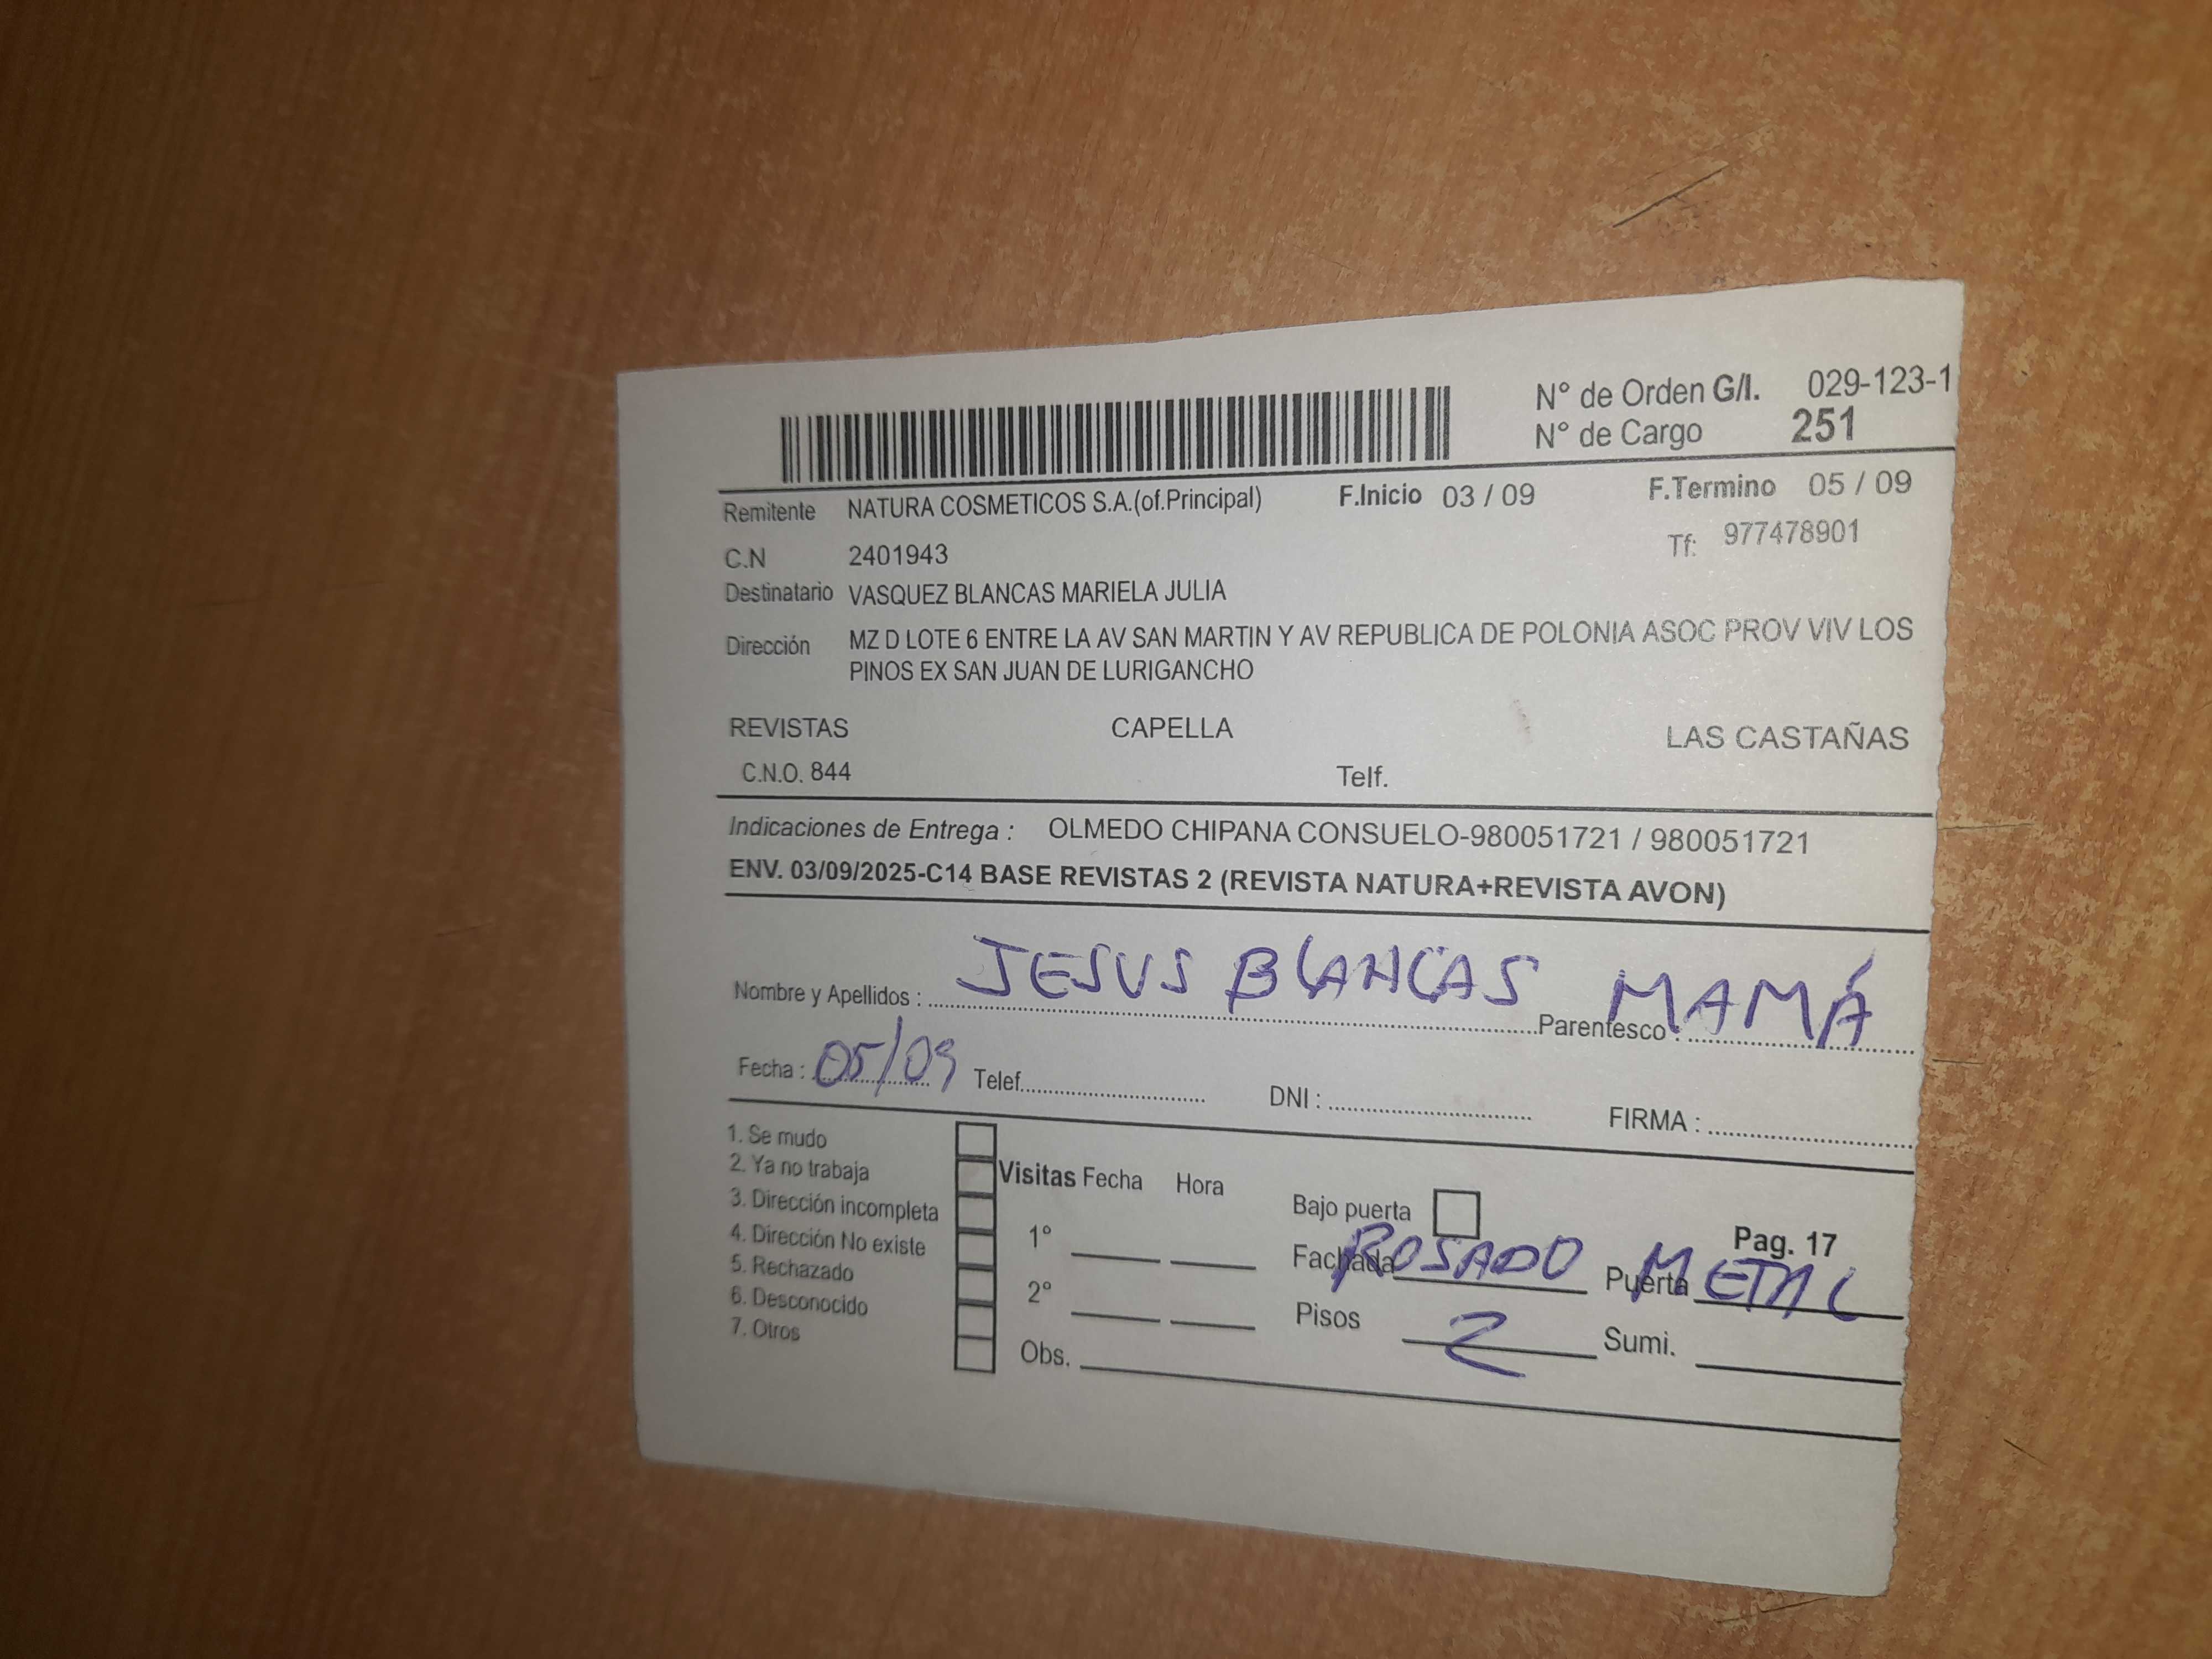 N° de Orden G/I. 029-123-1
N° de Cargo 251
Remitente NATURA COSMETICOS S.A.(of.Principal) F.Inicio 03 / 09 F.Termino 05 / 09
C.N 2401943 Tf: 977478901
Destinatario VASQUEZ BLANCAS MARIELA JULIA
Dirección MZ D LOTE 6 ENTRE LA AV SAN MARTIN Y AV REPUBLICA DE POLONIA ASOC PROV VIV LOS
PINOS EX SAN JUAN DE LURIGANCHO
REVISTAS CAPELLA LAS CASTAÑAS
C.N.O. 844 Telf.
Indicaciones de Entrega : OLMEDO CHIPANA CONSUELO-980051721 / 980051721
ENV. 03/09/2025-C14 BASE REVISTAS 2 (REVISTA NATURA+REVISTA AVON)
Nombre y Apellidos : JESUS BLANCAS Parentesco : MAMÁ
Fecha : 05/09 Telef. DNI : FIRMA :
1. Se mudo
2. Ya no trabaja Visitas Fecha Hora Bajo puerta Pag. 17
3. Dirección incompleta 1° Fachada ROSADO Puerta METAL
4. Dirección No existe
5. Rechazado 2° Pisos 2 Sumi.
6. Desconocido
7. Otros Obs.